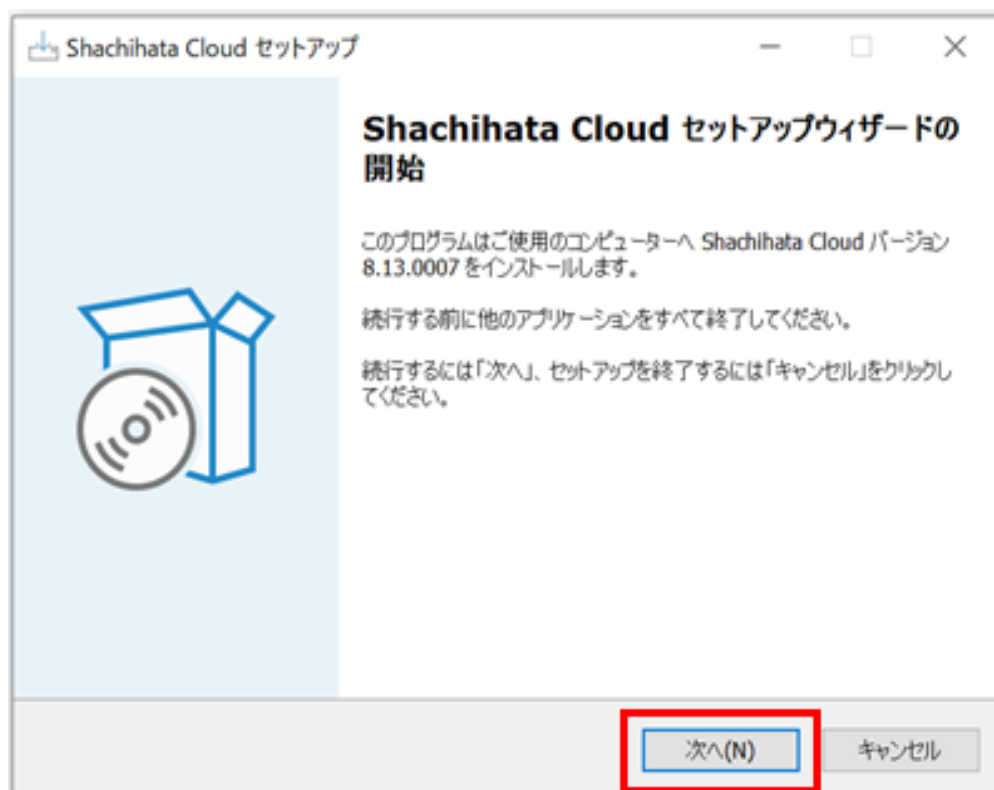 Shachihata Cloud セットアップ
Shachihata Cloud セットアップウィザードの
開始
このプログラムはご使用のコンピューターへ Shachihata Cloud バージョン
8.13.0007 をインストールします。
続行する前に他のアプリケーションをすべて終了してください。
続行するには「次へ」、セットアップを終了するには「キャンセル」をクリックし
てください。
次へ(N)
キャンセル